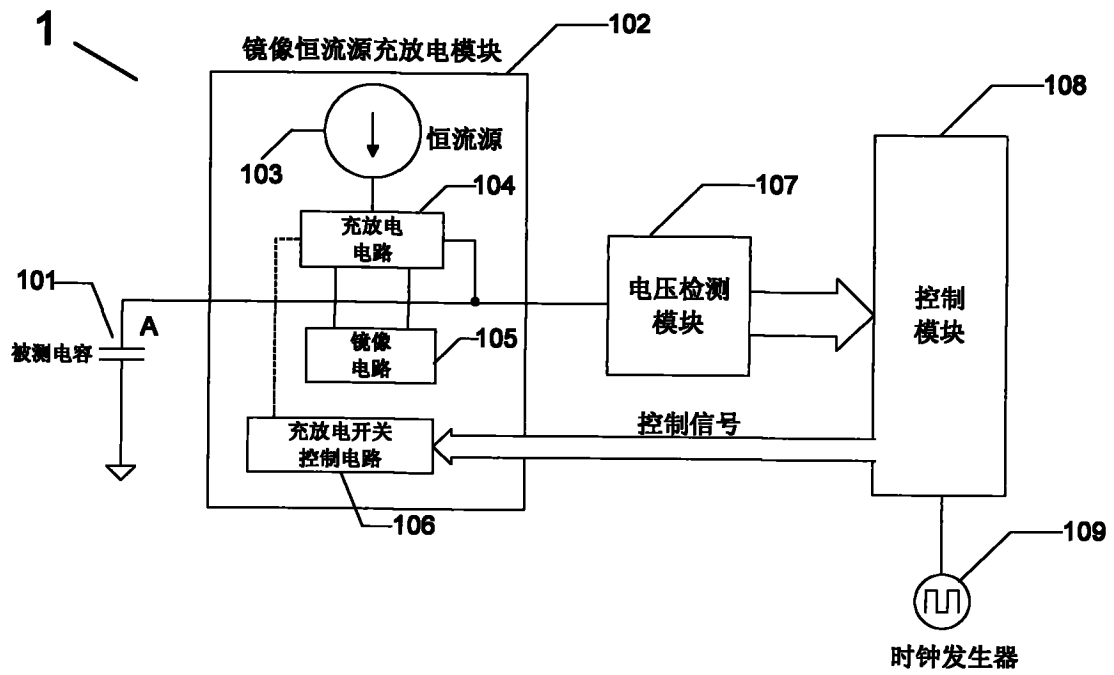 1
镜像恒流源充放电模块
102
恒流源
103
104
充放电
电路
107
108
101
A
被测电容
镜像
电路
105
电压检测
模块
控制
模块
充放电开关
控制电路
控制信号
106
109
时钟发生器